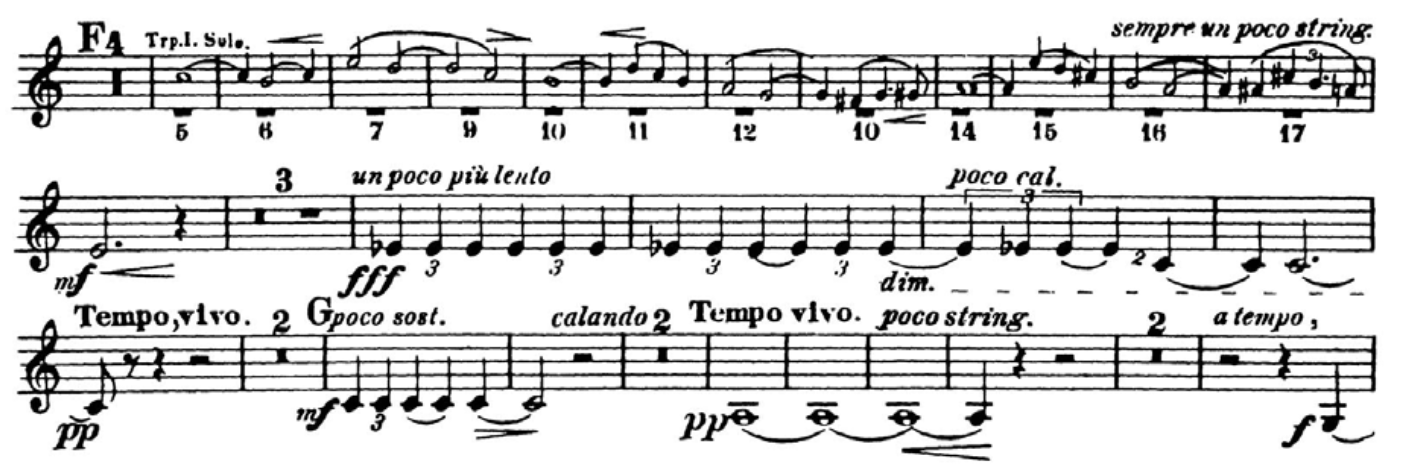 sempre un poco string.
F 4 Trp.I. Solo.
3
5 6 7 9 10 11 12 10 14 15 16 17
3 un poco più lento poco cal.
3
mf fff 3 3 3 3 2 dim.
Tempo vivo. 2 G poco sost. calando 2 Tempo vivo. poco string. 2 a tempo,
pp mf 3 pp f